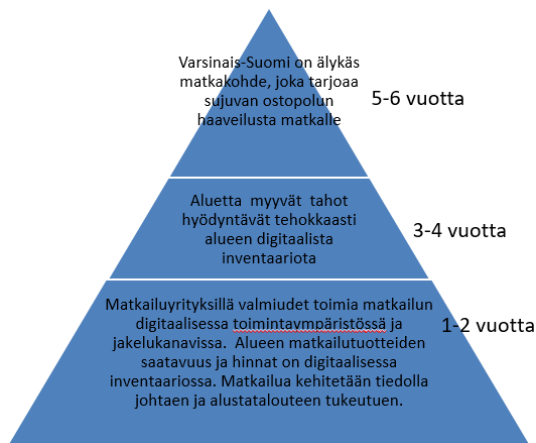 Varsinais-Suomi on älykäs
matkakohde, joka tarjoaa
sujuvan ostopolun
haaveilusta matkalle
5-6 vuotta
Aluetta myyvät tahot
hyödyntävät tehokkaasti
alueen digitaalista
inventaariota
3-4 vuotta
Matkailuyrityksillä valmiudet toimia matkailun
digitaalisessa toimintaympäristössä ja
jakelukanavissa. Alueen matkailutuotteiden
saatavuus ja hinnat on digitaalisessa
inventaariossa. Matkailua kehitetään tiedolla
johtaen ja alustatalouteen tukeutuen.
1-2 vuotta